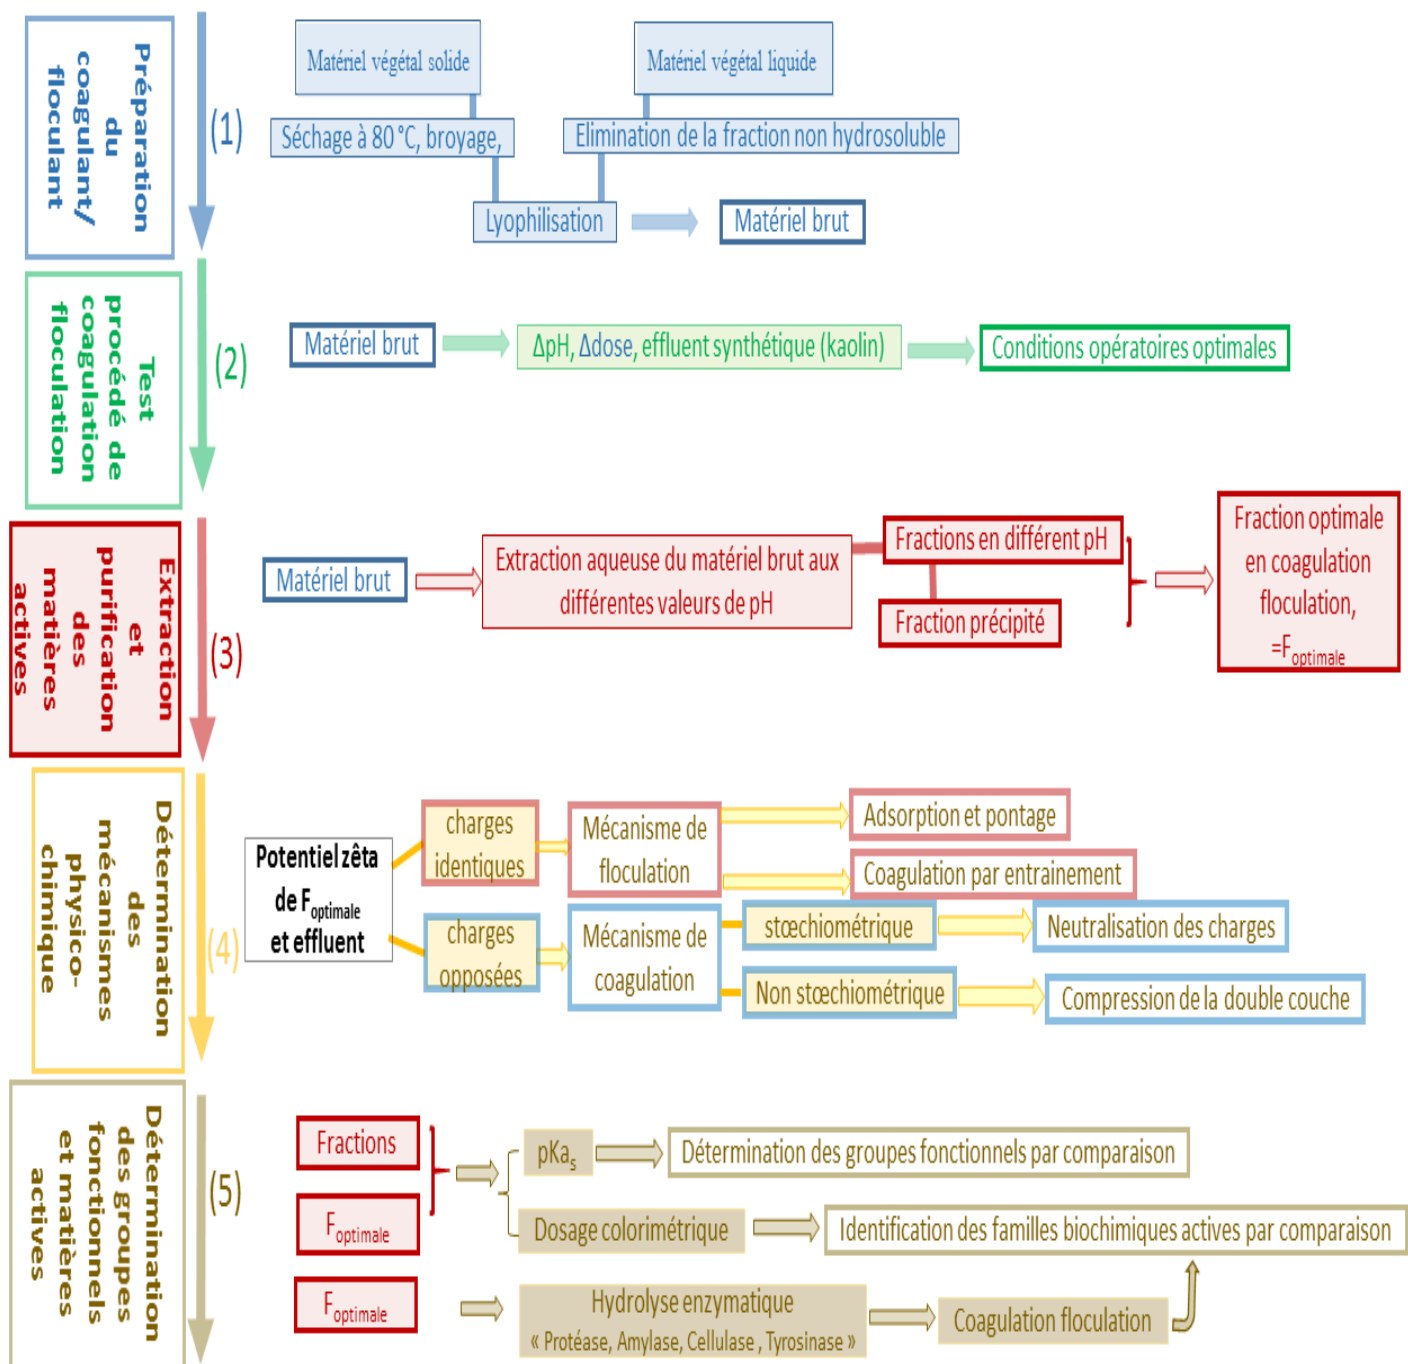 Préparation
du
coagulant/
floculant
(1)
Matériel végétal solide
Matériel végétal liquide
Séchage à 80 °C, broyage,
Elimination de la fraction non hydrosoluble
Lyophilisation
Matériel brut
Test
procédé de
coagulation
floculation
(2)
Matériel brut
ΔpH, Δdose, effluent synthétique (kaolin)
Conditions opératoires optimales
Extraction
et
purification
des
matières
actives
(3)
Matériel brut
Extraction aqueuse du matériel brut aux
différentes valeurs de pH
Fractions en différent pH
Fraction précipité
Fraction optimale
en coagulation
floculation,
=Foptimale
Détermination
des
mécanismes
physico-
chimique
(4)
Potentiel zêta
de Foptimale
et effluent
charges
identiques
Mécanisme de
floculation
Adsorption et pontage
Coagulation par entrainement
charges
opposées
Mécanisme de
coagulation
stœchiométrique
Neutralisation des charges
Non stœchiométrique
Compression de la double couche
Détermination
des groupes
fonctionnels
et matières
actives
(5)
Fractions
Foptimale
pKas
Détermination des groupes fonctionnels par comparaison
Dosage colorimétrique
Identification des familles biochimiques actives par comparaison
Foptimale
Hydrolyse enzymatique
« Protéase, Amylase, Cellulase , Tyrosinase »
Coagulation floculation